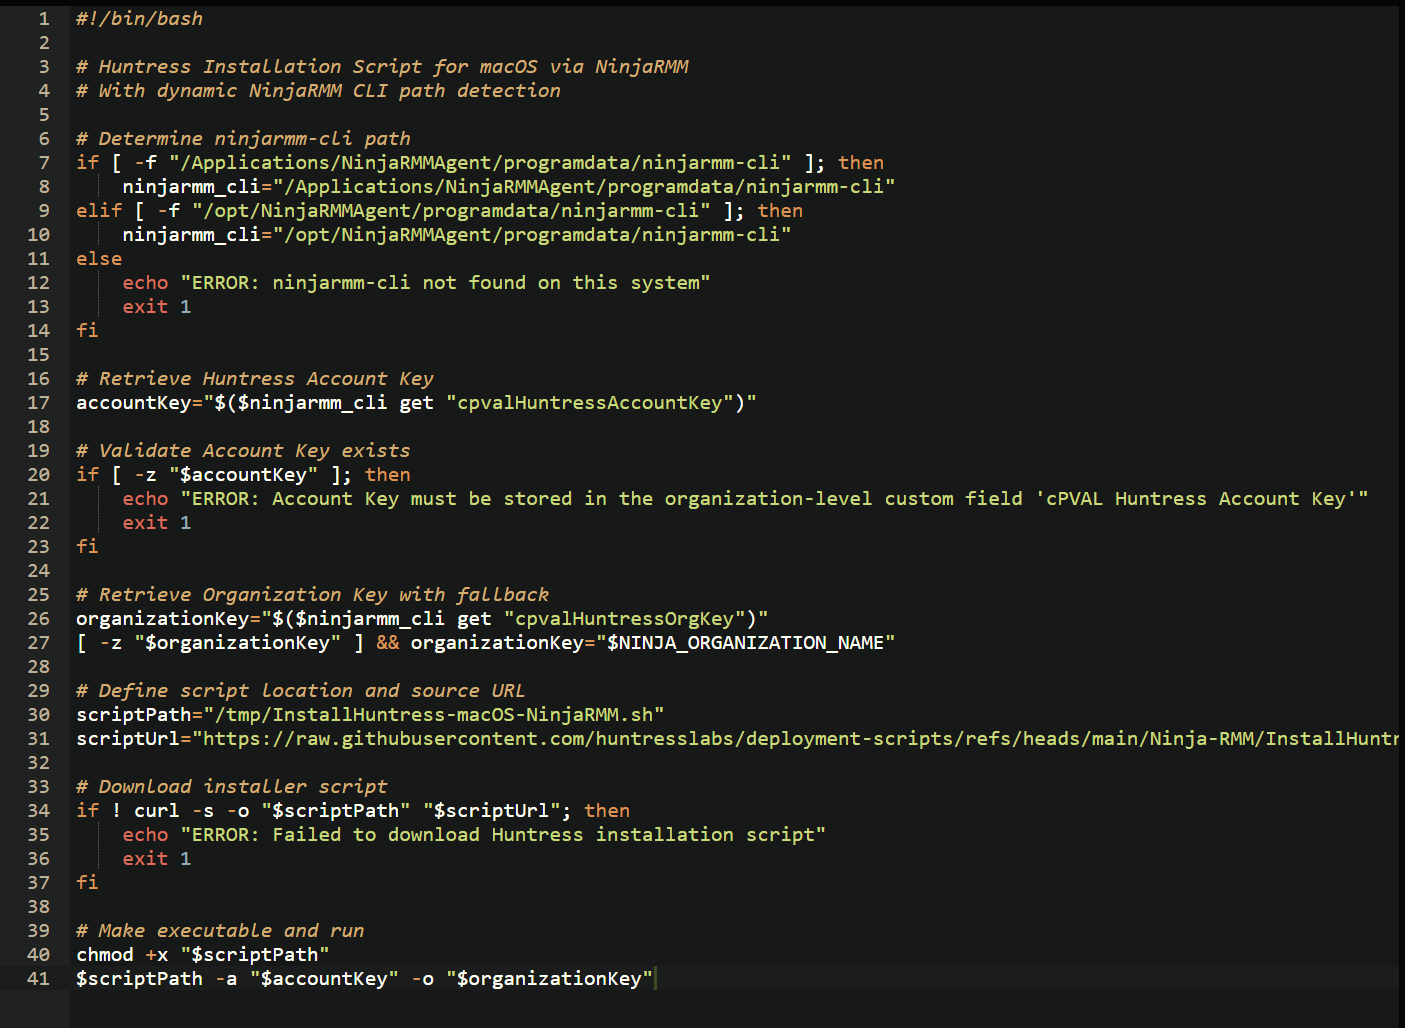 1 #!/bin/bash
2
3 # Huntress Installation Script for macOS via NinjaRMM
4 # With dynamic NinjaRMM CLI path detection
5
6 # Determine ninjarmm-cli path
7 if [ -f "/Applications/NinjaRMMAgent/programdata/ninjarmm-cli" ]; then
8     ninjarmm_cli="/Applications/NinjaRMMAgent/programdata/ninjarmm-cli"
9 elif [ -f "/opt/NinjaRMMAgent/programdata/ninjarmm-cli" ]; then
10     ninjarmm_cli="/opt/NinjaRMMAgent/programdata/ninjarmm-cli"
11 else
12     echo "ERROR: ninjarmm-cli not found on this system"
13     exit 1
14 fi
15
16 # Retrieve Huntress Account Key
17 accountKey="$($ninjarmm_cli get "cpvalHuntressAccountKey")"
18
19 # Validate Account Key exists
20 if [ -z "$accountKey" ]; then
21     echo "ERROR: Account Key must be stored in the organization-level custom field 'cPVAL Huntress Account Key'"
22     exit 1
23 fi
24
25 # Retrieve Organization Key with fallback
26 organizationKey="$($ninjarmm_cli get "cpvalHuntressOrgKey")"
27 [ -z "$organizationKey" ] && organizationKey="$NINJA_ORGANIZATION_NAME"
28
29 # Define script location and source URL
30 scriptPath="/tmp/InstallHuntress-macOS-NinjaRMM.sh"
31 scriptUrl="https://raw.githubusercontent.com/huntresslabs/deployment-scripts/refs/heads/main/Ninja-RMM/InstallHuntr
32
33 # Download installer script
34 if ! curl -s -o "$scriptPath" "$scriptUrl"; then
35     echo "ERROR: Failed to download Huntress installation script"
36     exit 1
37 fi
38
39 # Make executable and run
40 chmod +x "$scriptPath"
41 $scriptPath -a "$accountKey" -o "$organizationKey"